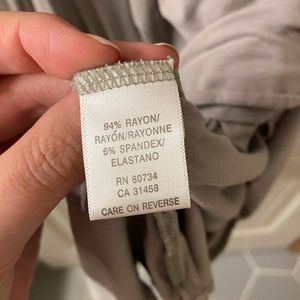 94% RAYON/
RAYÓN/RAYONNE
6% SPANDEX/
ELASTANO
RN 80734
CA 31458
CARE ON REVERSE